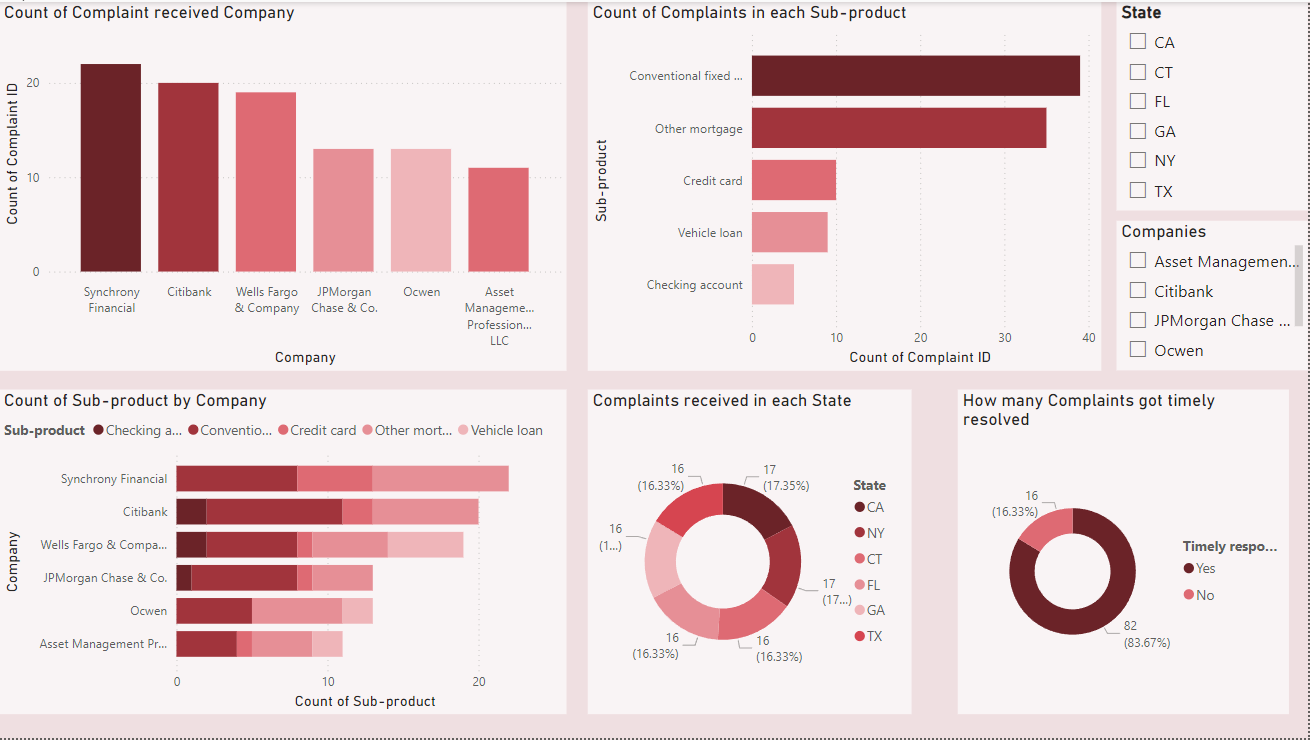 Count of Complaint received Company
Count of Complaint ID
20
10
0
Synchrony
Financial
Citibank
Wells Fargo
& Company
JPMorgan
Chase & Co.
Ocwen
Asset
Manageme...
Profession...
LLC
Company
Count of Complaints in each Sub-product
Sub-product
Conventional fixed ...
Other mortgage
Credit card
Vehicle loan
Checking account
0
10
20
30
40
Count of Complaint ID
State
CA
CT
FL
GA
NY
TX
Companies
Asset Managemen...
Citibank
JPMorgan Chase ...
Ocwen
Count of Sub-product by Company
Sub-product Checking a... Conventio... Credit card Other mort... Vehicle loan
Company
Synchrony Financial
Citibank
Wells Fargo & Compa...
JPMorgan Chase & Co.
Ocwen
Asset Management Pr...
0
10
20
Count of Sub-product
Complaints received in each State
17
(17.35%)
17
(17...)
16
(16.33%)
16
(16.33%)
16
(1...)
16
(16.33%)
State
CA
NY
CT
FL
GA
TX
How many Complaints got timely
resolved
16
(16.33%)
82
(83.67%)
Timely respo...
Yes
No